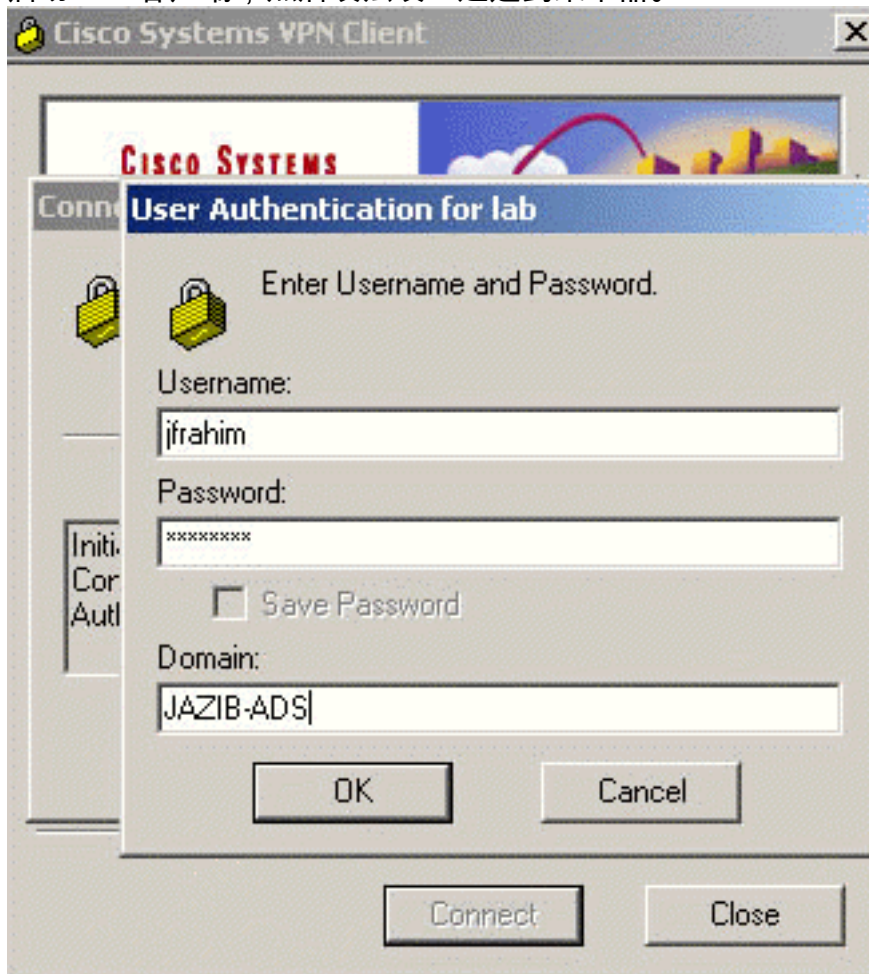 Cisco Systems VPN Client
CISCO SYSTEMS
User Authentication for lab
Enter Username and Password.
Username:
jfrahim
Password:
xxxxxxxx
Save Password
Domain:
JAZIB-ADS
OK
Cancel
Connect
Close